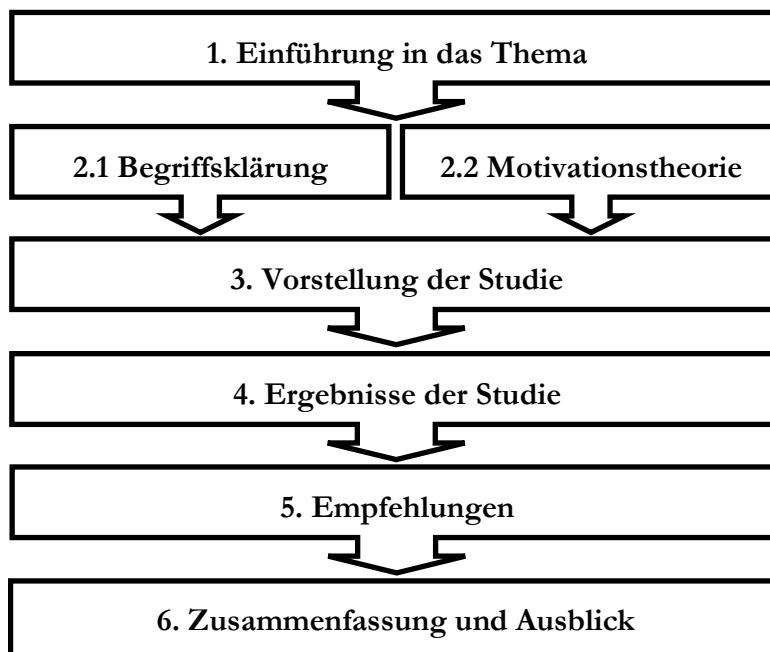 1. Einführung in das Thema
2.1 Begriffsklärung
2.2 Motivationstheorie
3. Vorstellung der Studie
4. Ergebnisse der Studie
5. Empfehlungen
6. Zusammenfassung und Ausblick